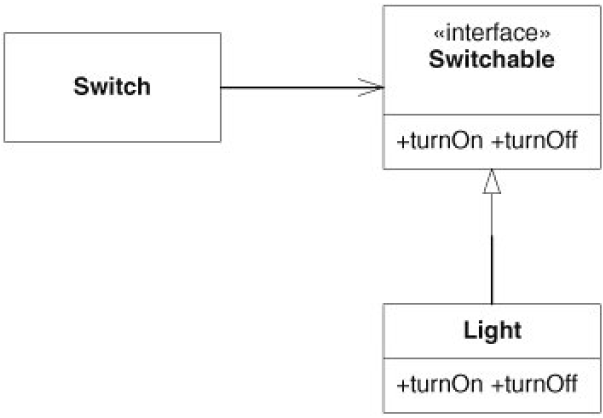 Switch
«interface»
Switchable
+turnOn +turnOff
Light
+turnOn +turnOff